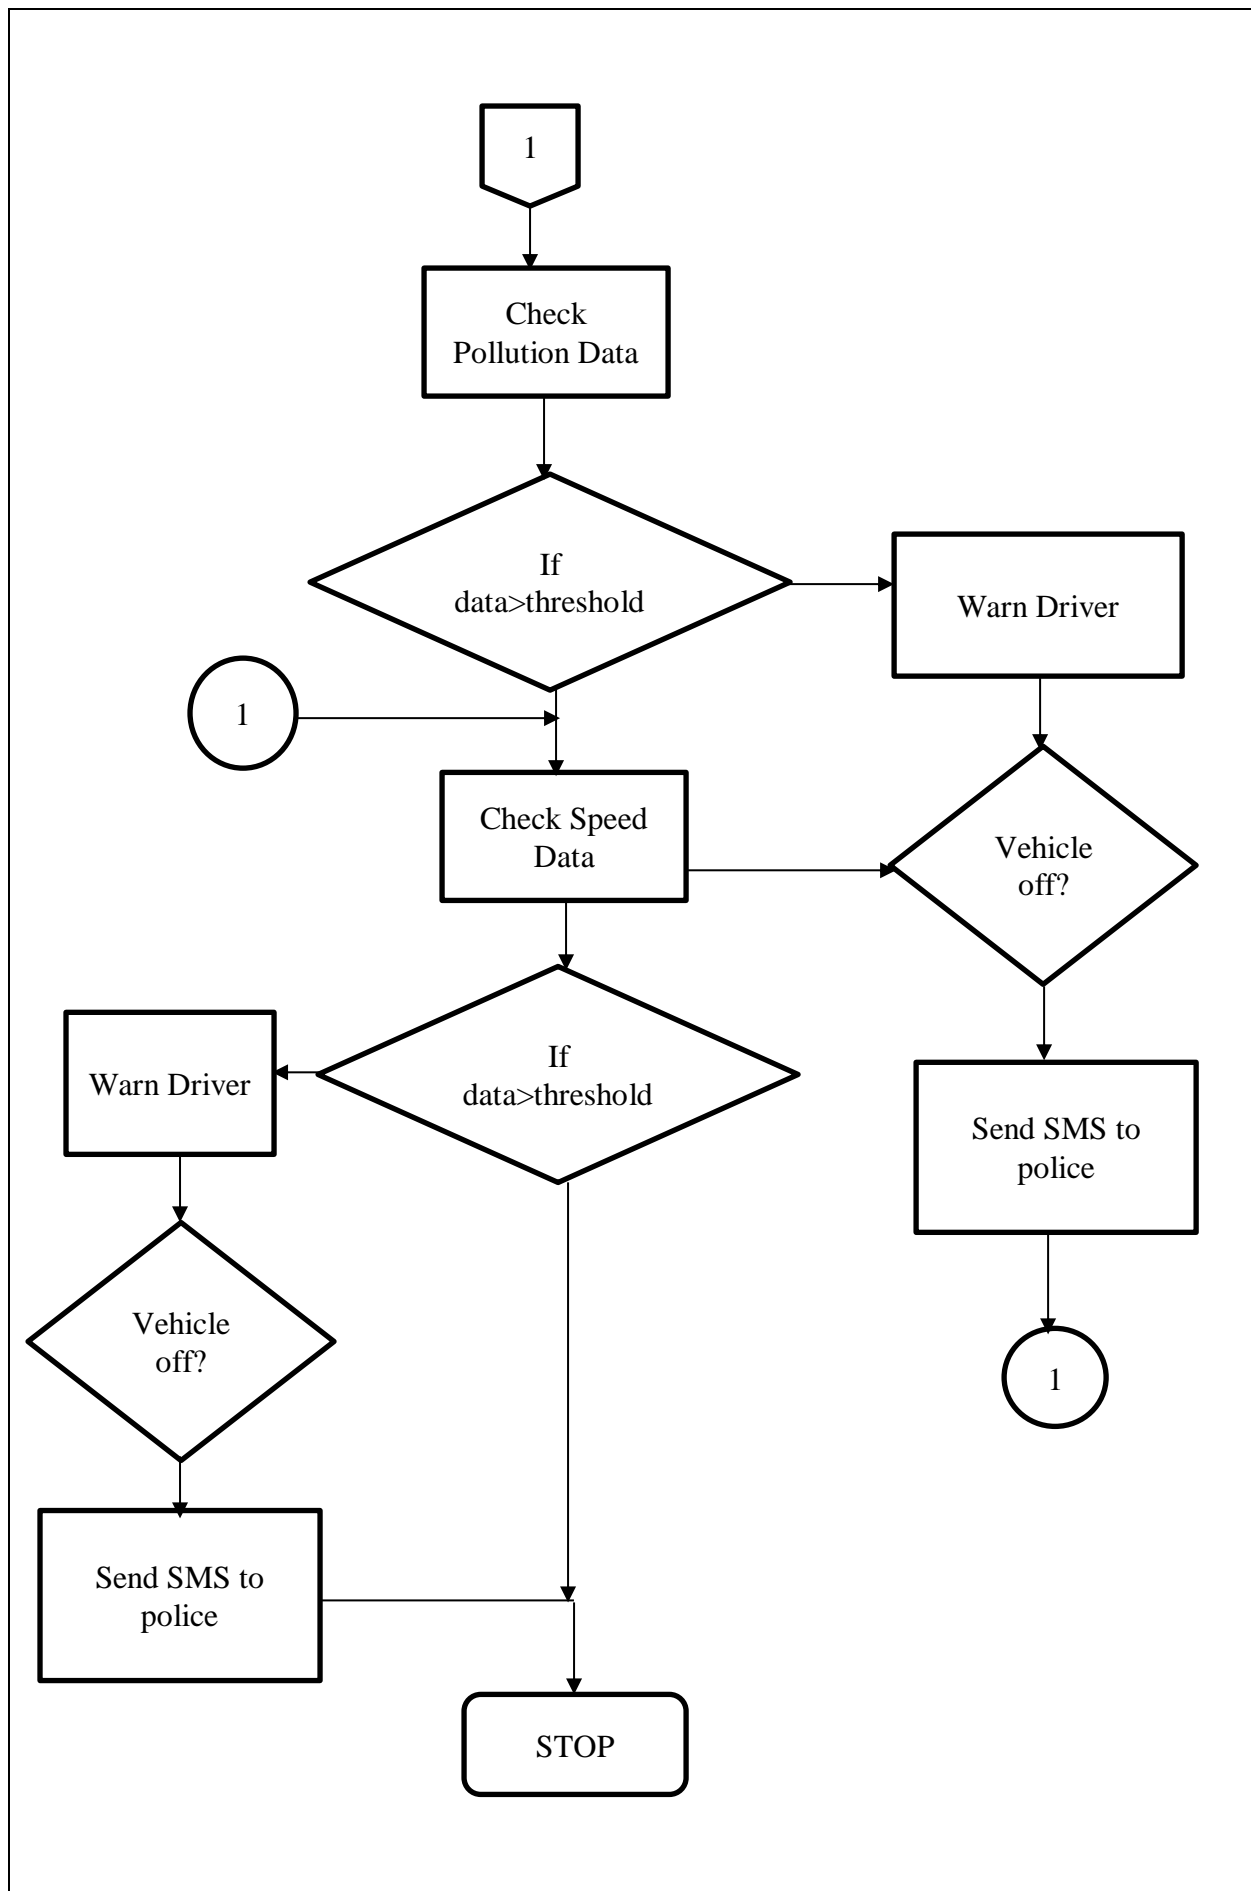 1
Check
Pollution Data
If
data>threshold
Warn Driver
1
Check Speed
Data
Vehicle
off?
If
data>threshold
Warn Driver
Send SMS to
police
Vehicle
off?
1
Send SMS to
police
STOP